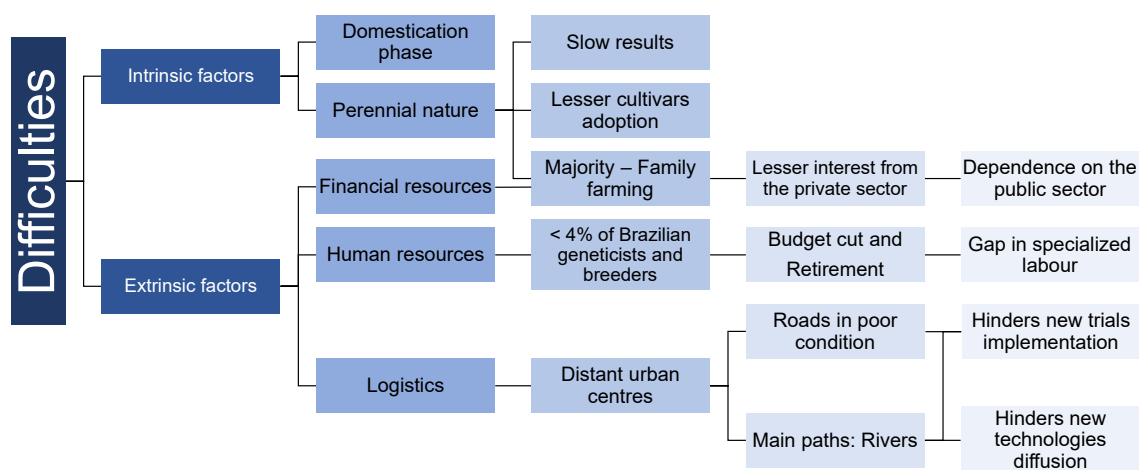 Difficulties
Intrinsic factors
Extrinsic factors
Domestication
phase
Perennial nature
Financial resources
Human resources
Logistics
Slow results
Lesser cultivars
adoption
Majority – Family
farming
< 4% of Brazilian
geneticists and
breeders
Distant urban
centres
Lesser interest from
the private sector
Budget cut and
Retirement
Roads in poor
condition
Main paths: Rivers
Dependence on the
public sector
Gap in specialized
labour
Hinders new trials
implementation
Hinders new
technologies
diffusion